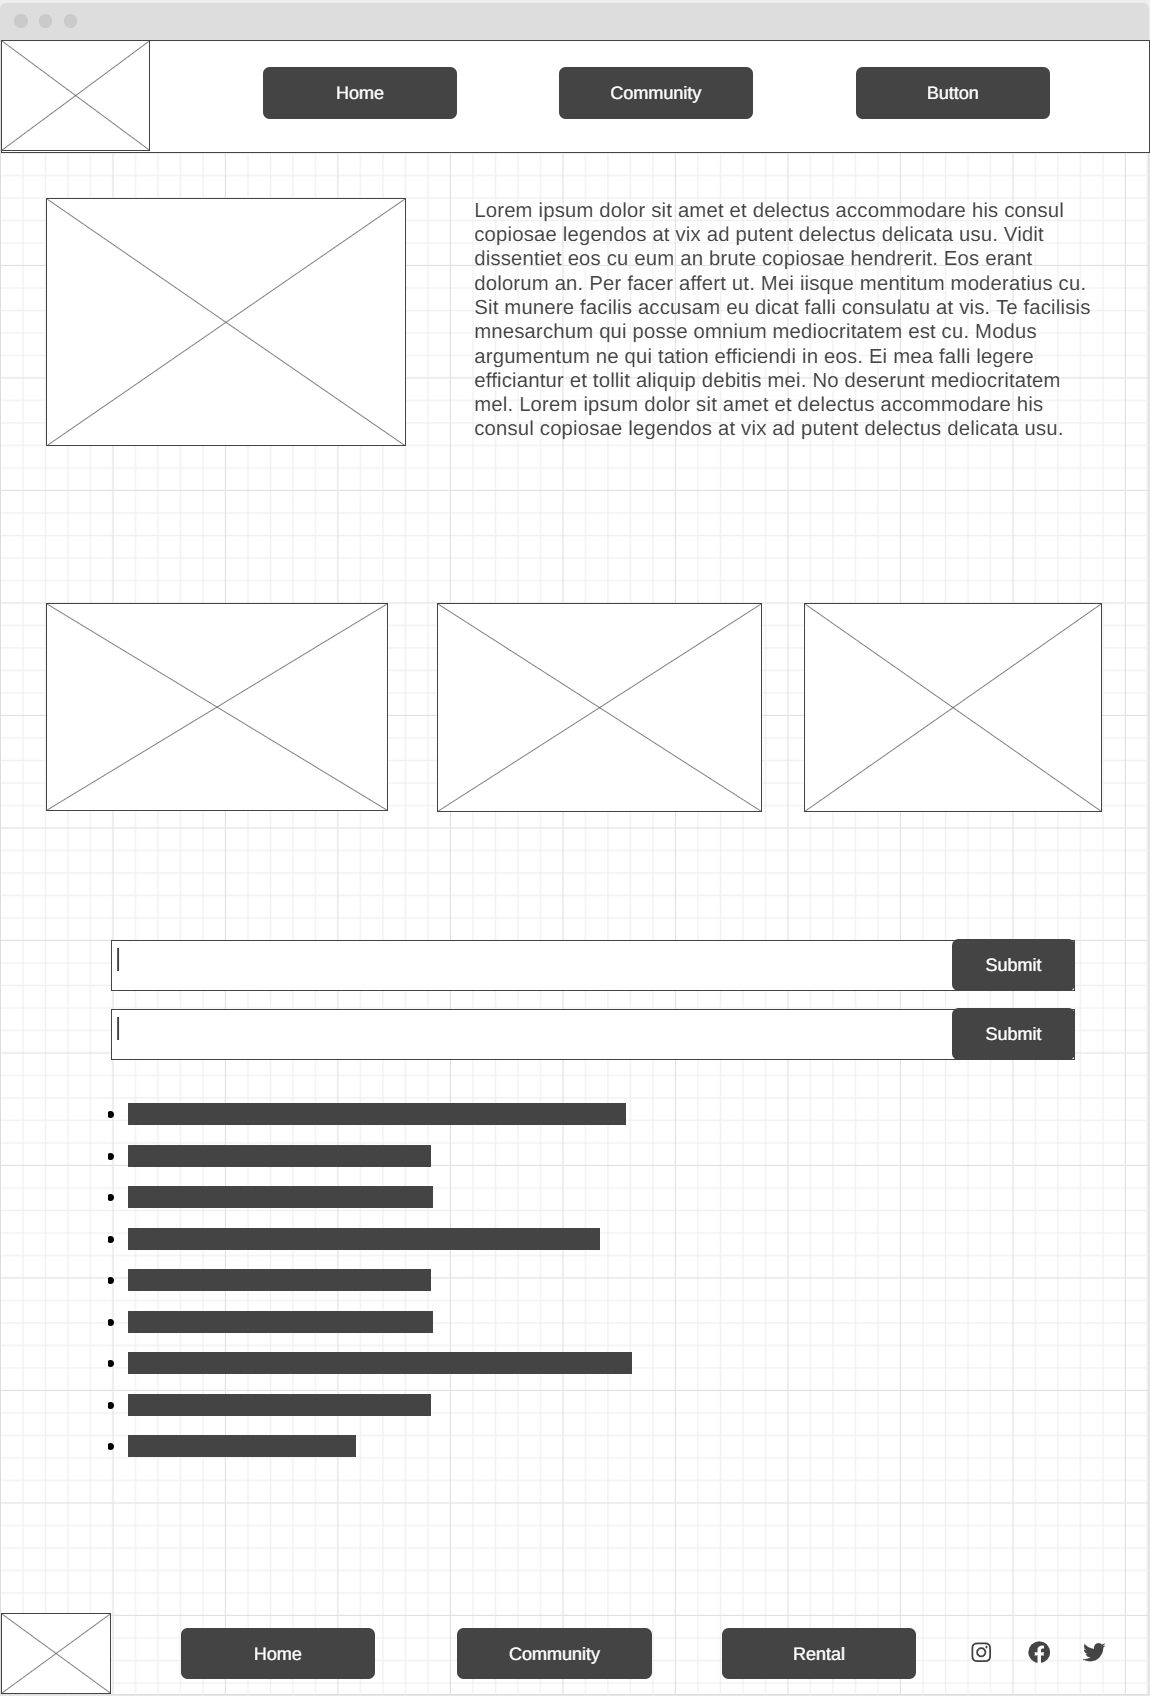 Home
Community
Button
Lorem ipsum dolor sit amet et delectus accommodare his consul
copiosae legendos at vix ad putent delectus delicata usu. Vidit
dissentiet eos cu eum an brute copiosae hendrerit. Eos erant
dolorum an. Per facer affert ut. Mei iisque mentitum moderatius cu.
Sit munere facilis accusam eu dicat falli consulatu at vis. Te facilisis
mnesarchum qui posse omnium mediocritatem est cu. Modus
argumentum ne qui tation efficiendi in eos. Ei mea falli legere
efficiantur et tollit aliquip debitis mei. No deserunt mediocritatem
mel. Lorem ipsum dolor sit amet et delectus accommodare his
consul copiosae legendos at vix ad putent delectus delicata usu.
Submit
Submit
Home
Community
Rental